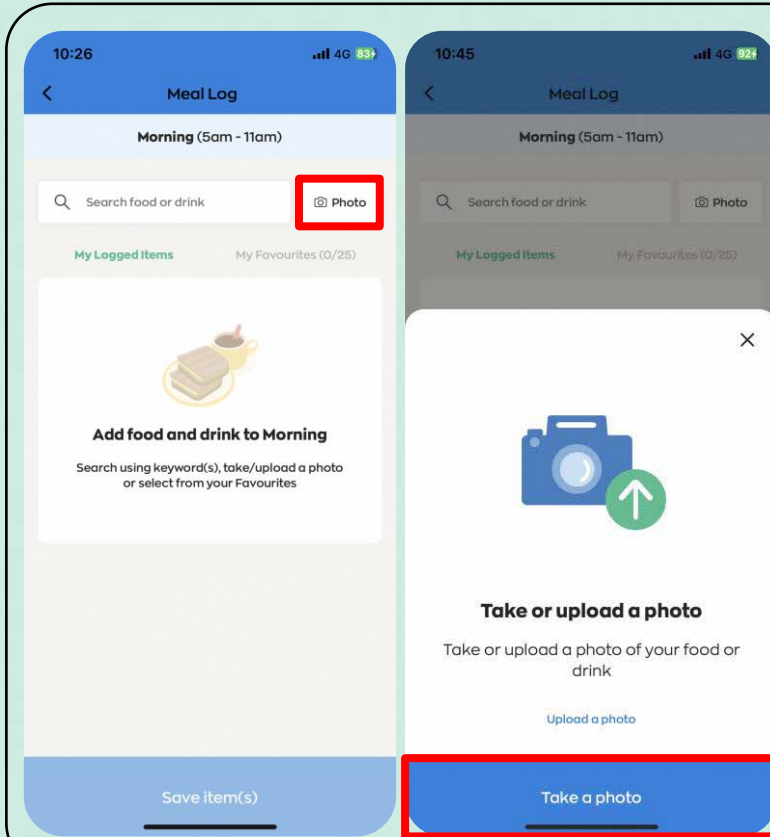 10:26
4G 83
Meal Log
Morning (5am - 11am)
Search food or drink
Photo
My Logged Items
My Favourites (0/25)
Add food and drink to Morning
Search using keyword(s), take/upload a photo
or select from your Favourites
Save item(s)
10:45
4G 92
Meal Log
Morning (5am - 11am)
Search food or drink
Photo
My Logged Items
My Favourites (0/25)
Take or upload a photo
Take or upload a photo of your food or
drink
Upload a photo
Take a photo